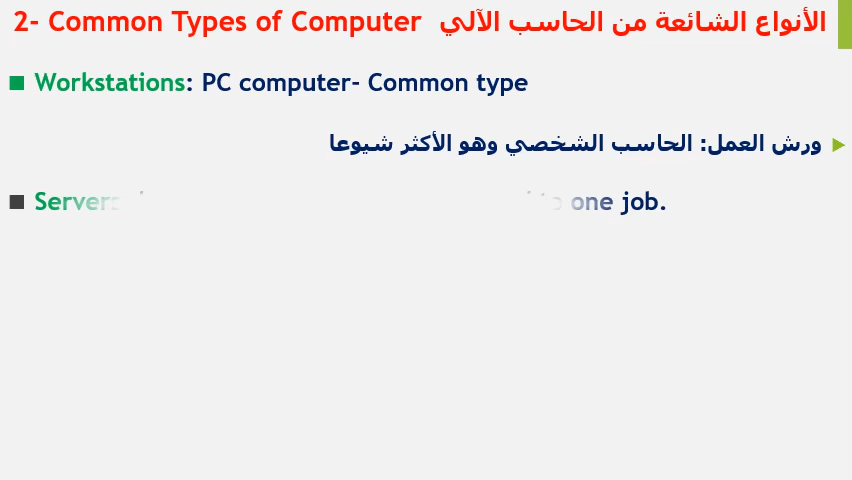 2- Common Types of Computer الأنواع الشائعة من الحاسب الآلي
Workstations: PC computer- Common type
ورش العمل: الحاسب الشخصي وهو الأكثر شيوعا
Servers one job.